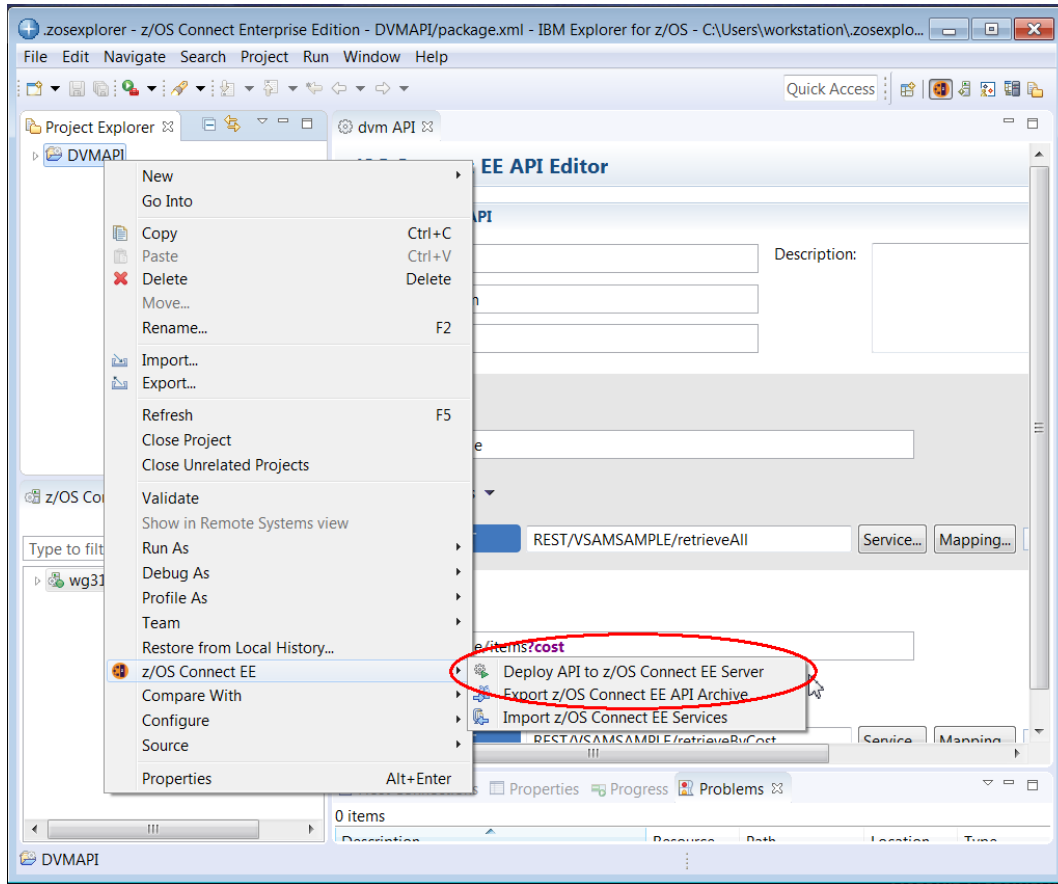 .zosexplorer - z/OS Connect Enterprise Edition - DVMAPI/package.xml - IBM Explorer for z/OS - C:\Users\workstation\.zosexplo...
File Edit Navigate Search Project Run Window Help
Quick Access
Project Explorer
dvm API
DVMAPI
EE API Editor
API
Description:
New
Go Into
Copy Ctrl+C
Paste Ctrl+V
Delete Delete
Move...
Rename... F2
Import...
Export...
Refresh F5
Close Project
Close Unrelated Projects
z/OS Co
Validate
Show in Remote Systems view
Type to filt
Run As
REST/VSAMSAMPLE/retrieveAll Service... Mapping...
Debug As
wg31
Profile As
Team
Restore from Local History...
e/items?cost
z/OS Connect EE
Deploy API to z/OS Connect EE Server
Compare With
Export z/OS Connect EE API Archive
Configure
Import z/OS Connect EE Services
Source
REST/VSAMSAMPLE/retrieveByCost Service... Mapping...
Properties Alt+Enter
Properties Progress Problems
0 items
Description Resource Path Location Type
DVMAPI